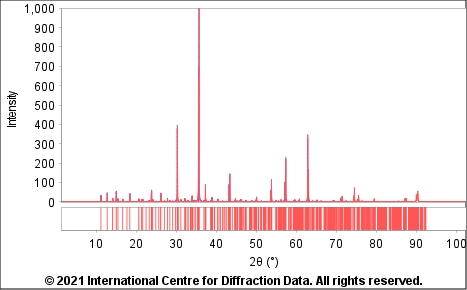 1,000
900
800
700
600
500
400
300
200
100
0
Intensity
10 20 30 40 50 60 70 80 90 100
2θ (°)
© 2021 International Centre for Diffraction Data. All rights reserved.